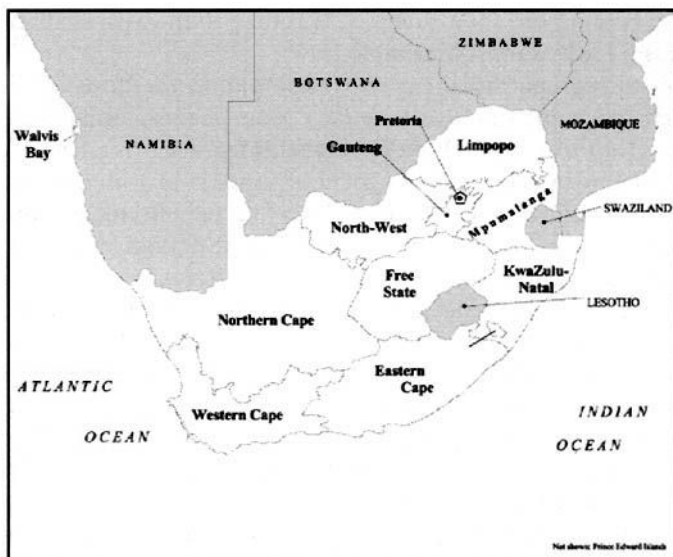 ZIMBABWE
BOTSWANA
Pretoria
MOZAMBIQUE
Walvis
Bay
NAMIBIA
Gauteng
Limpopo
Mpumalanga
SWAZILAND
North-West
Free
State
KwaZulu-
Natal
LESOTHO
Northern Cape
Eastern
Cape
ATLANTIC
OCEAN
Western Cape
INDIAN
OCEAN
Not shown: Prince Edward Islands